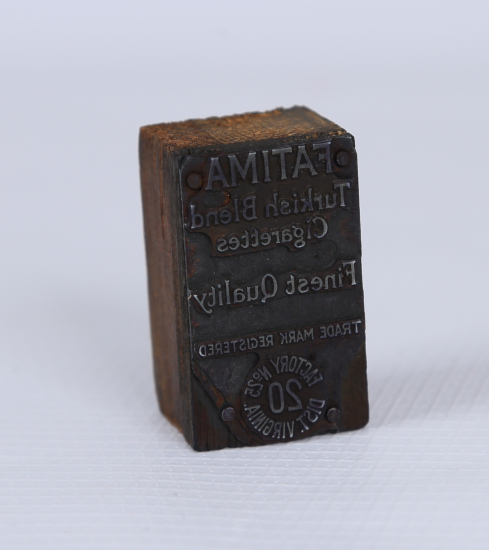 FATIMA
Turkish Blend
Cigarettes
Finest Quality
TRADE MARK REGISTERED
FACTORY No 25
20
DIST. VIRGINIA